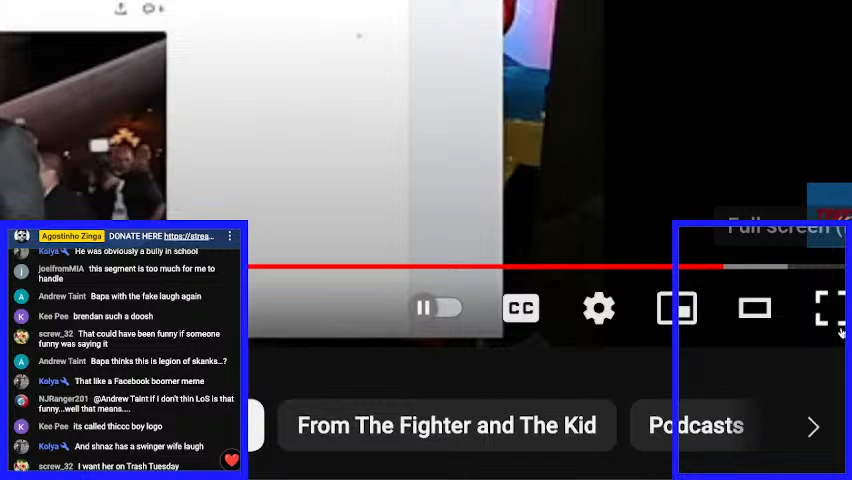 Full screen (f
Agostinho Zinga DONATE HERE https://strea...
Kolya He was obviously a bully in school
joelfromMIA this segment is too much for me to
handle
Andrew Taint Bapa with the fake laugh again
Kee Pee brendan such a doosh
screw_32 That could have been funny if someone
funny was saying it
Andrew Taint Bapa thinks this is legion of skanks...?
Kolya That like a Facebook boomer meme
NJRanger201 @Andrew Taint if i don't thin LoS is that
funny...well that means....
Kee Pee its called thiccc boy logo
Kolya And shnaz has a swinger wife laugh
screw_32 I want her on Trash Tuesday
CC
From The Fighter and The Kid
Podcasts